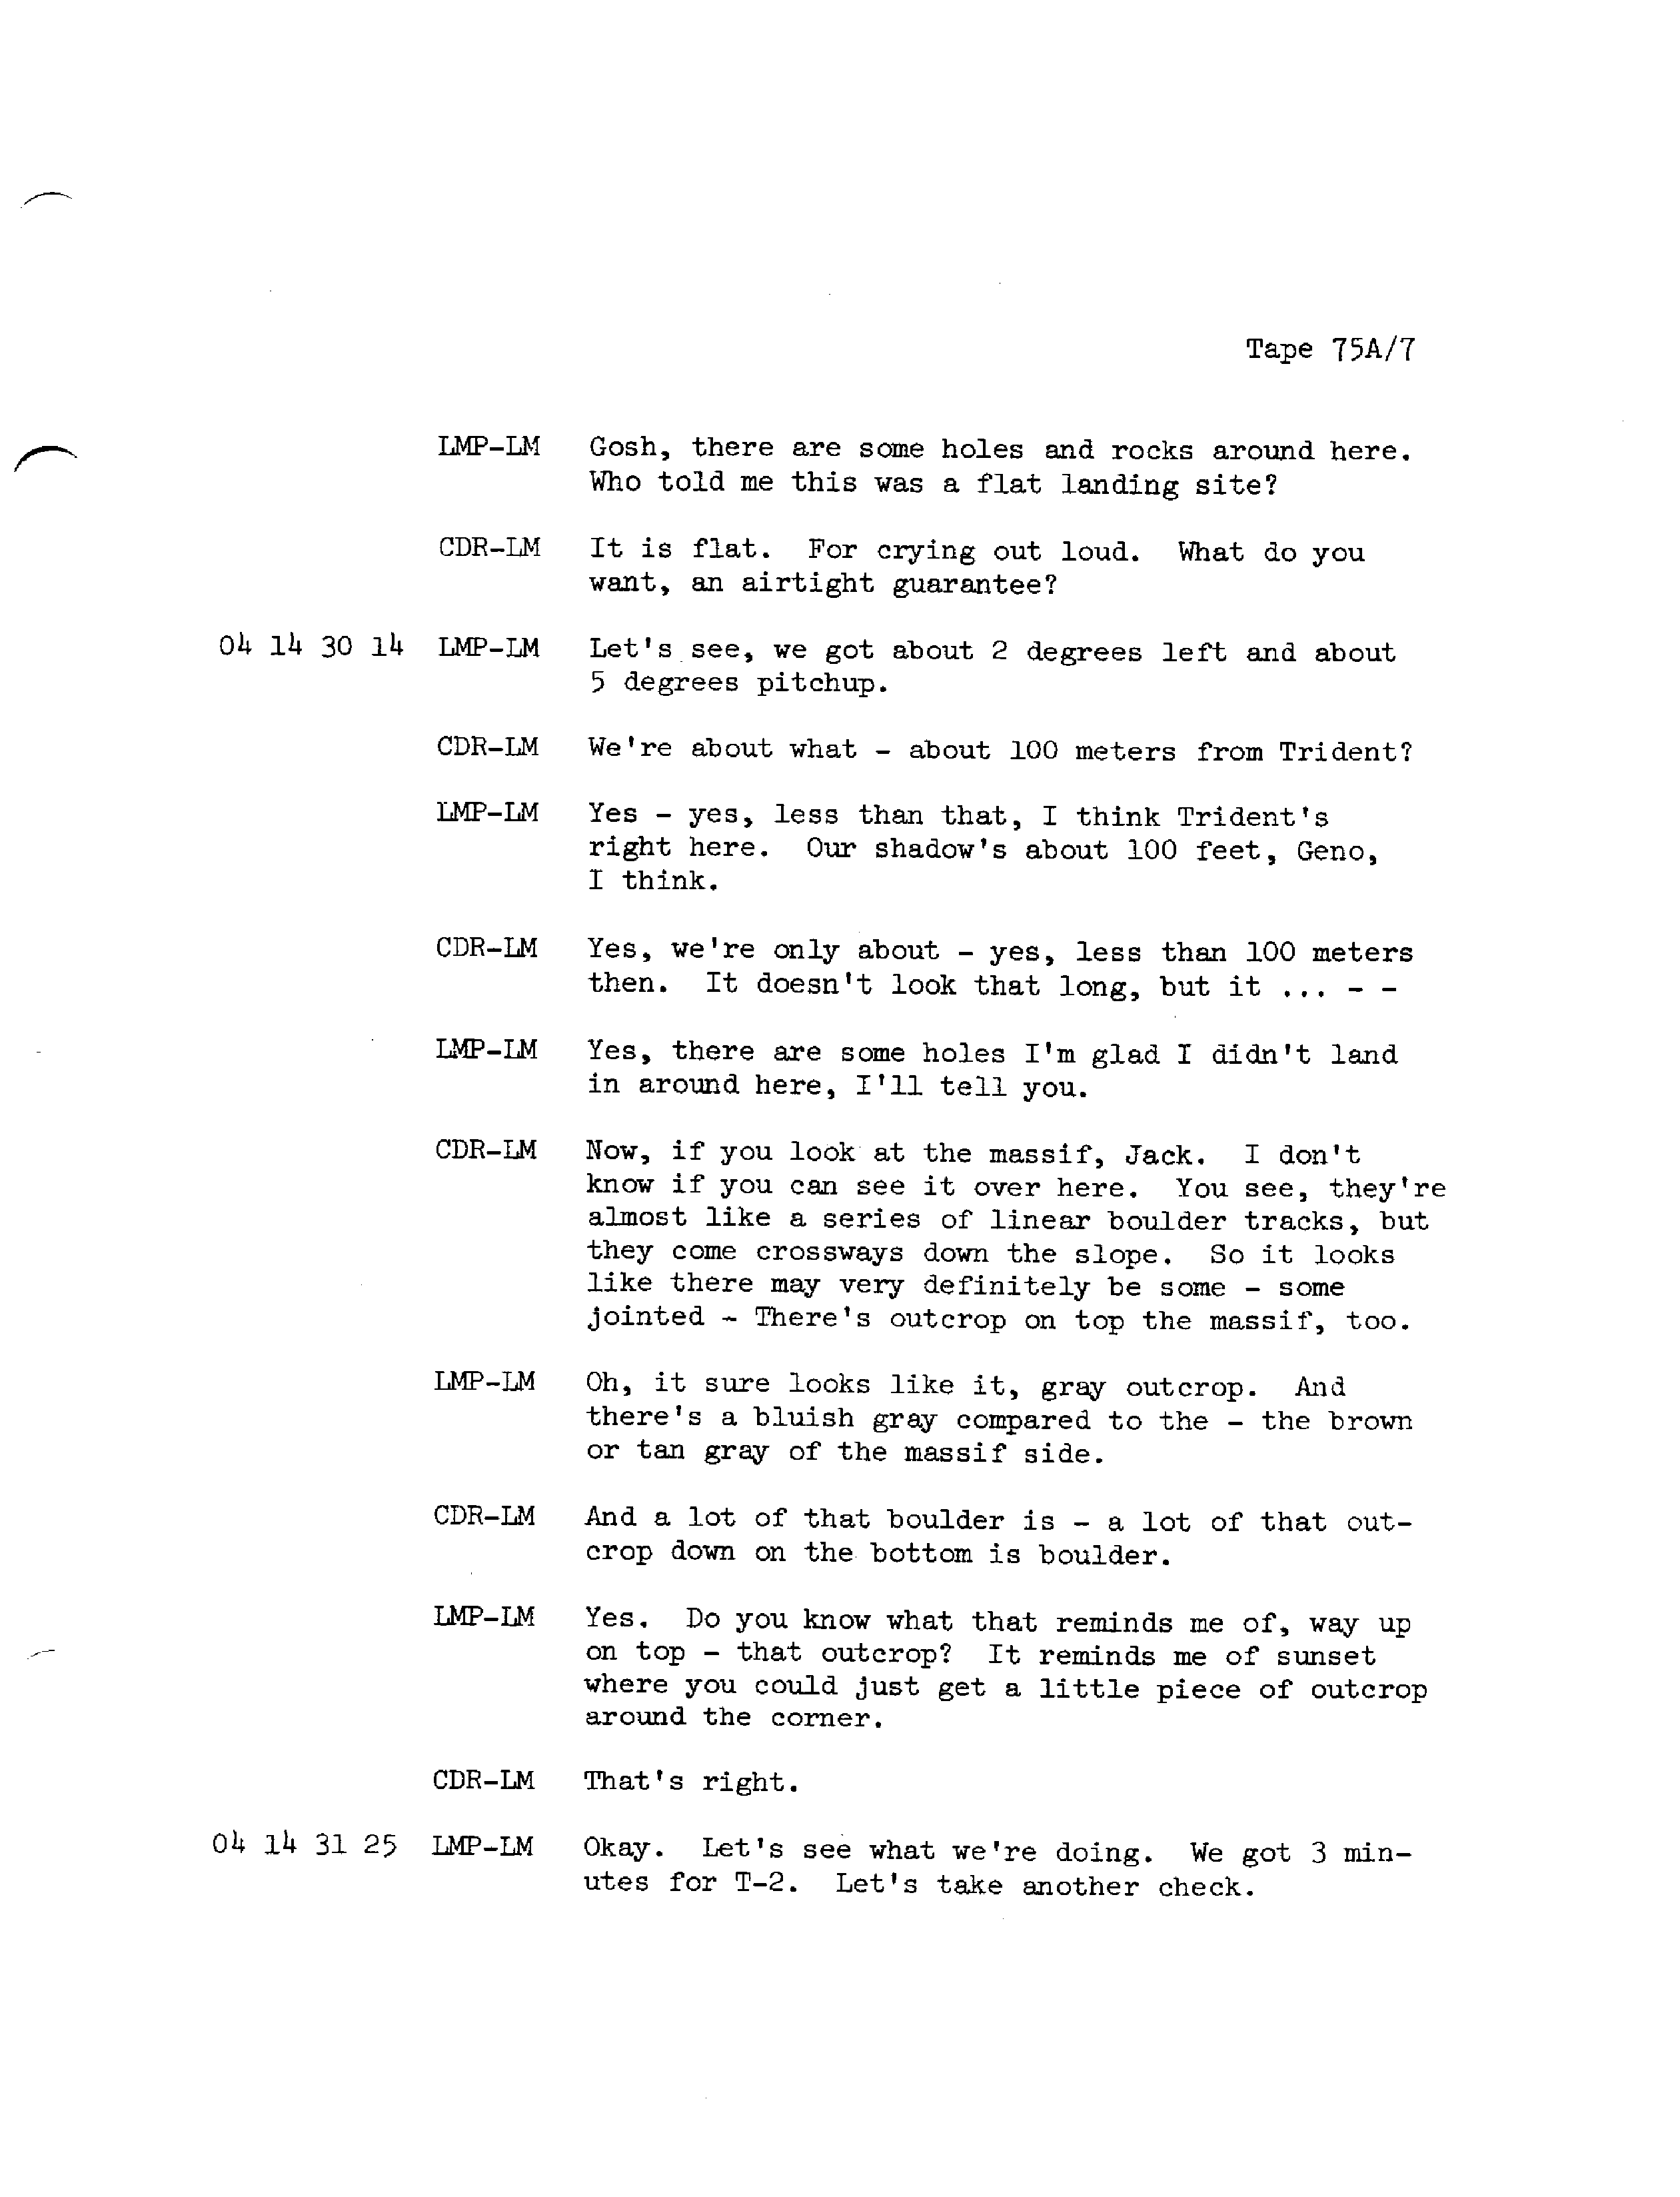 Tape 75A/7
LMP-LM Gosh, there are some holes and rocks around here.
Who told me this was a flat landing site?
CDR-LM It is flat. For crying out loud. What do you
want, an airtight guarantee?
04 14 30 14 LMP-LM Let's see, we got about 2 degrees left and about
5 degrees pitchup.
CDR-LM We're about what - about 100 meters from Trident?
LMP-LM Yes - yes, less than that, I think Trident's
right here. Our shadow's about 100 feet, Geno,
I think.
CDR-LM Yes, we're only about - yes, less than 100 meters
then. It doesn't look that long, but it ... - -
LMP-LM Yes, there are some holes I'm glad I didn't land
in around here, I'll tell you.
CDR-LM Now, if you look at the massif, Jack. I don't
know if you can see it over here. You see, they're
almost like a series of linear boulder tracks, but
they come crossways down the slope. So it looks
like there may very definitely be some - some
jointed - There's outcrop on top the massif, too.
LMP-LM Oh, it sure looks like it, gray outcrop. And
there's a bluish gray compared to the - the brown
or tan gray of the massif side.
CDR-LM And a lot of that boulder is - a lot of that out-
crop down on the bottom is boulder.
LMP-LM Yes. Do you know what that reminds me of, way up
on top - that outcrop? It reminds me of sunset
where you could just get a little piece of outcrop
around the corner.
CDR-LM That's right.
04 14 31 25 LMP-LM Okay. Let's see what we're doing. We got 3 min-
utes for T-2. Let's take another check.